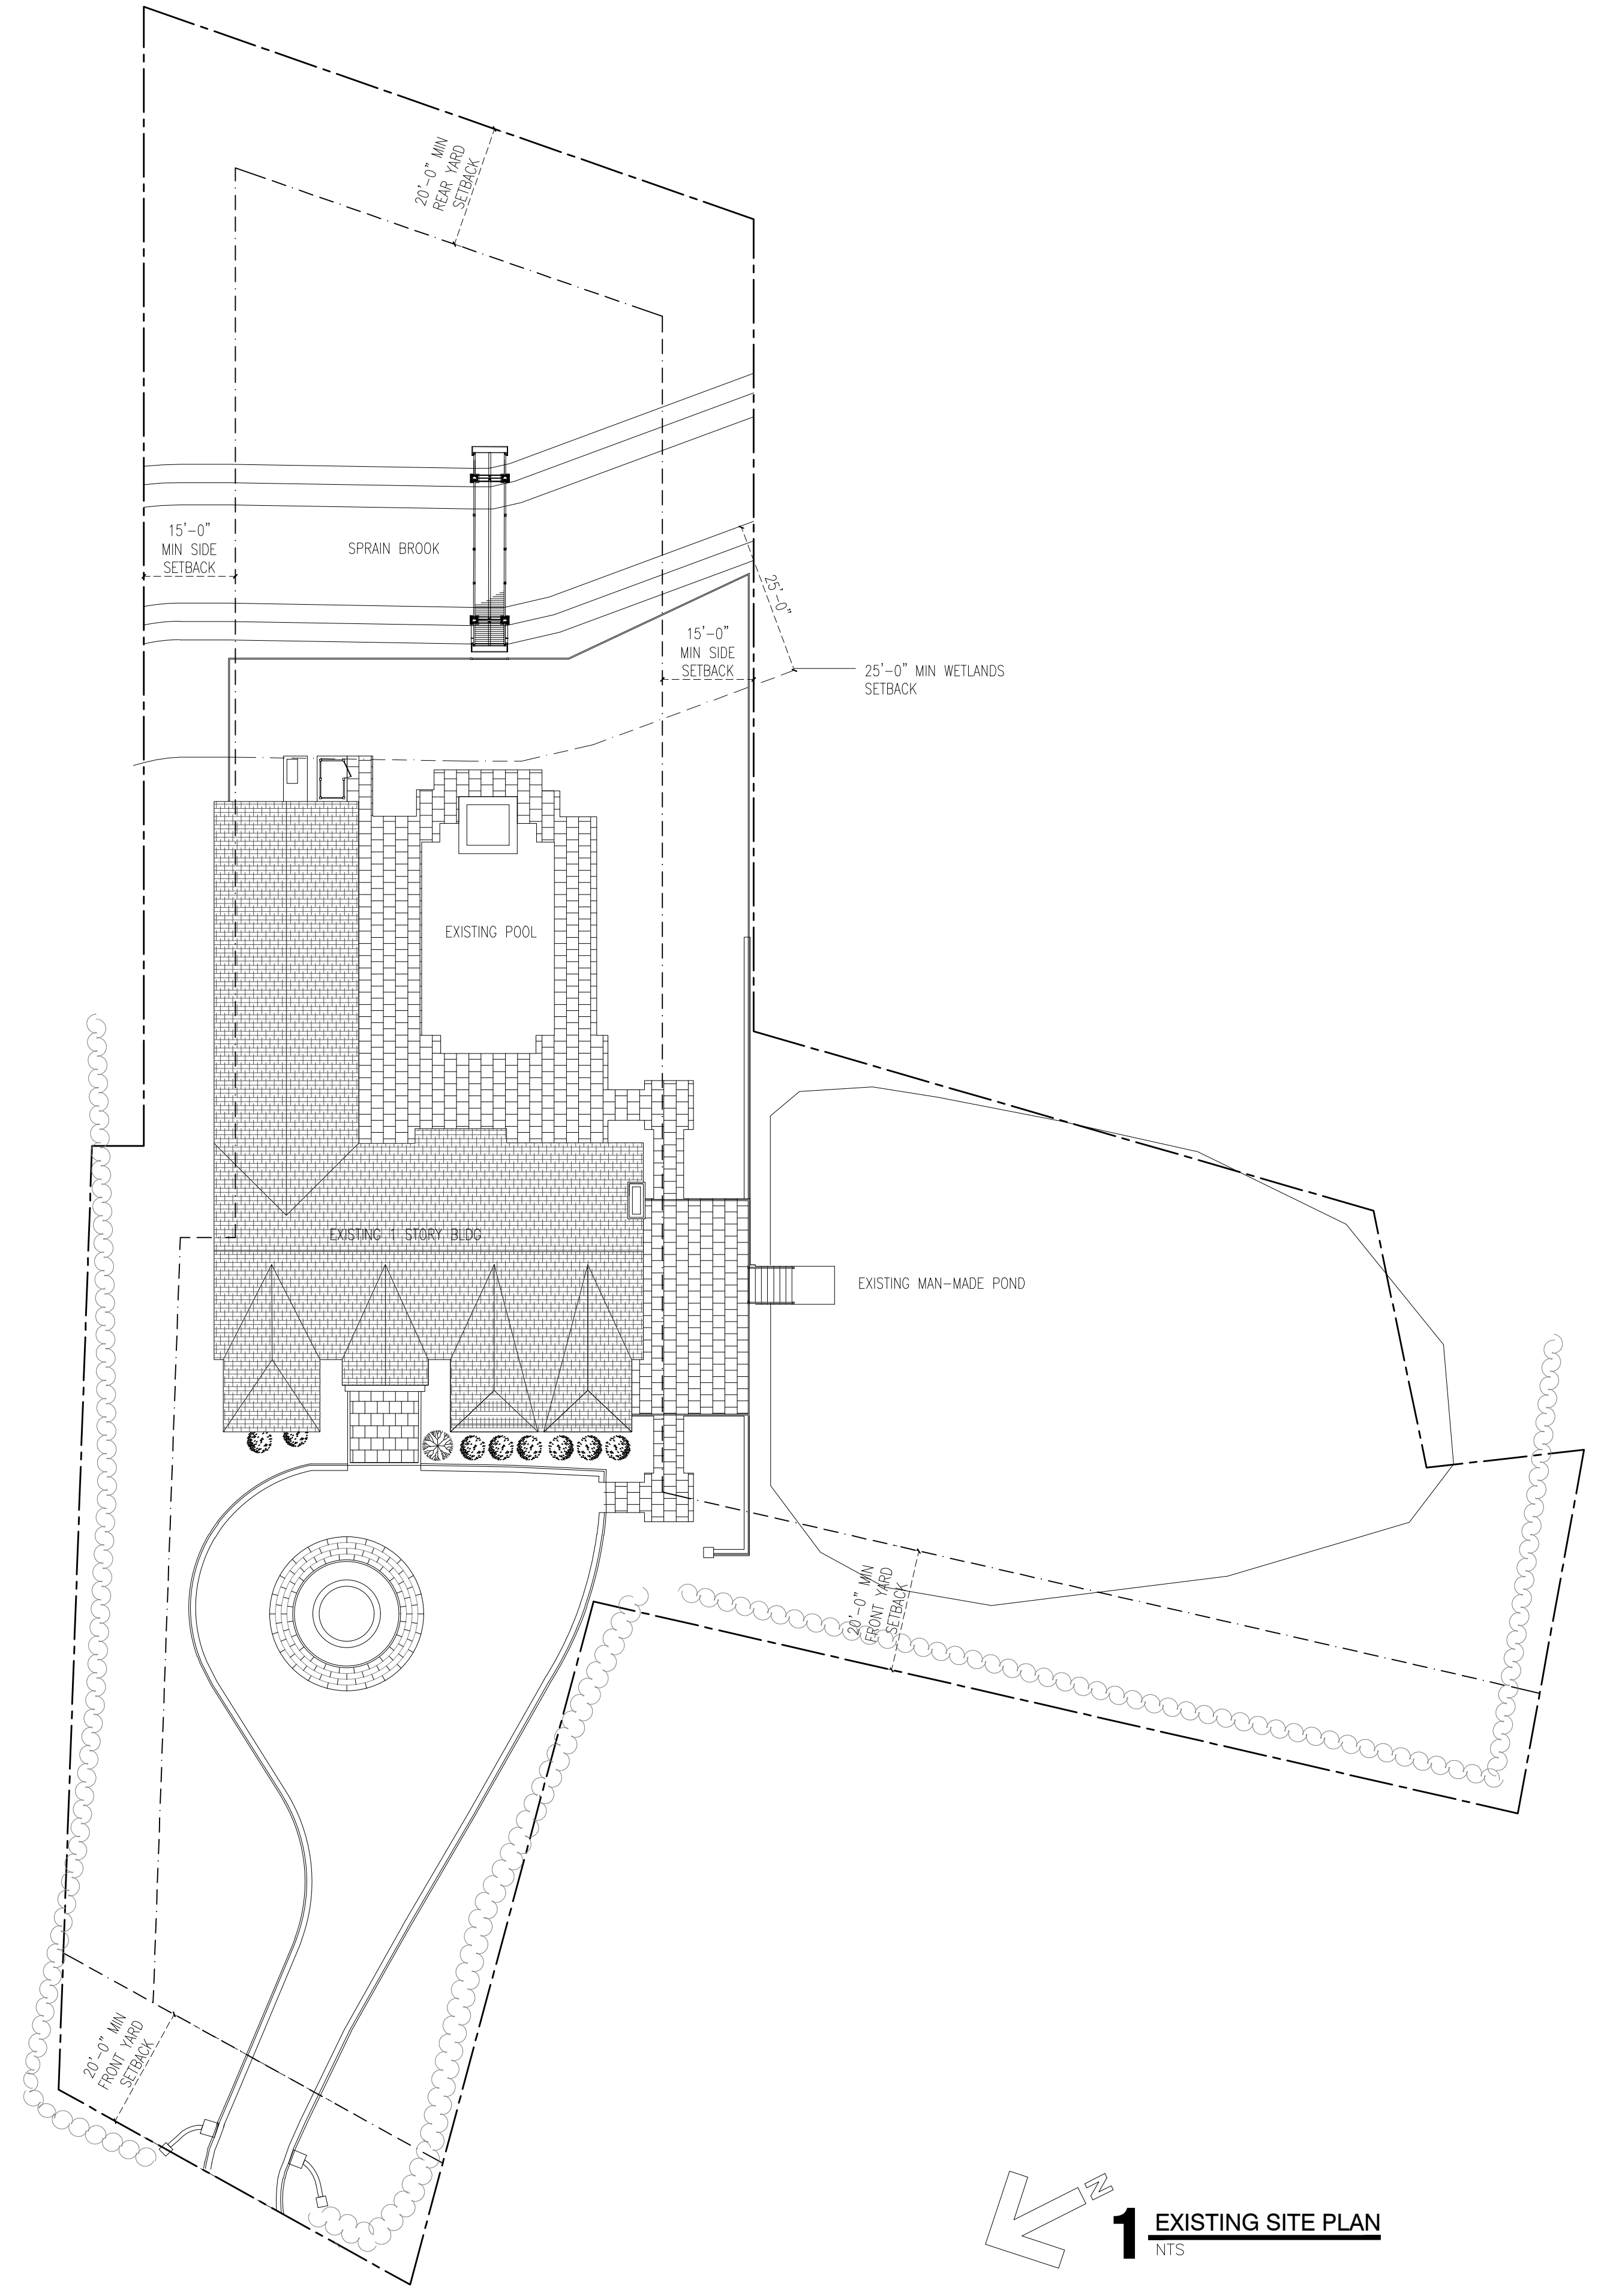 20'-0" MIN
REAR YARD
SETBACK
15'-0"
MIN SIDE
SETBACK
SPRAIN BROOK
25'-0"
15'-0"
MIN SIDE
SETBACK
25'-0" MIN WETLANDS
SETBACK
EXISTING POOL
EXISTING 1 STORY BLDG
EXISTING MAN-MADE POND
20'-0" MIN
FRONT YARD
SETBACK
20'-0" MIN
FRONT YARD
SETBACK
N
1 EXISTING SITE PLAN
NTS